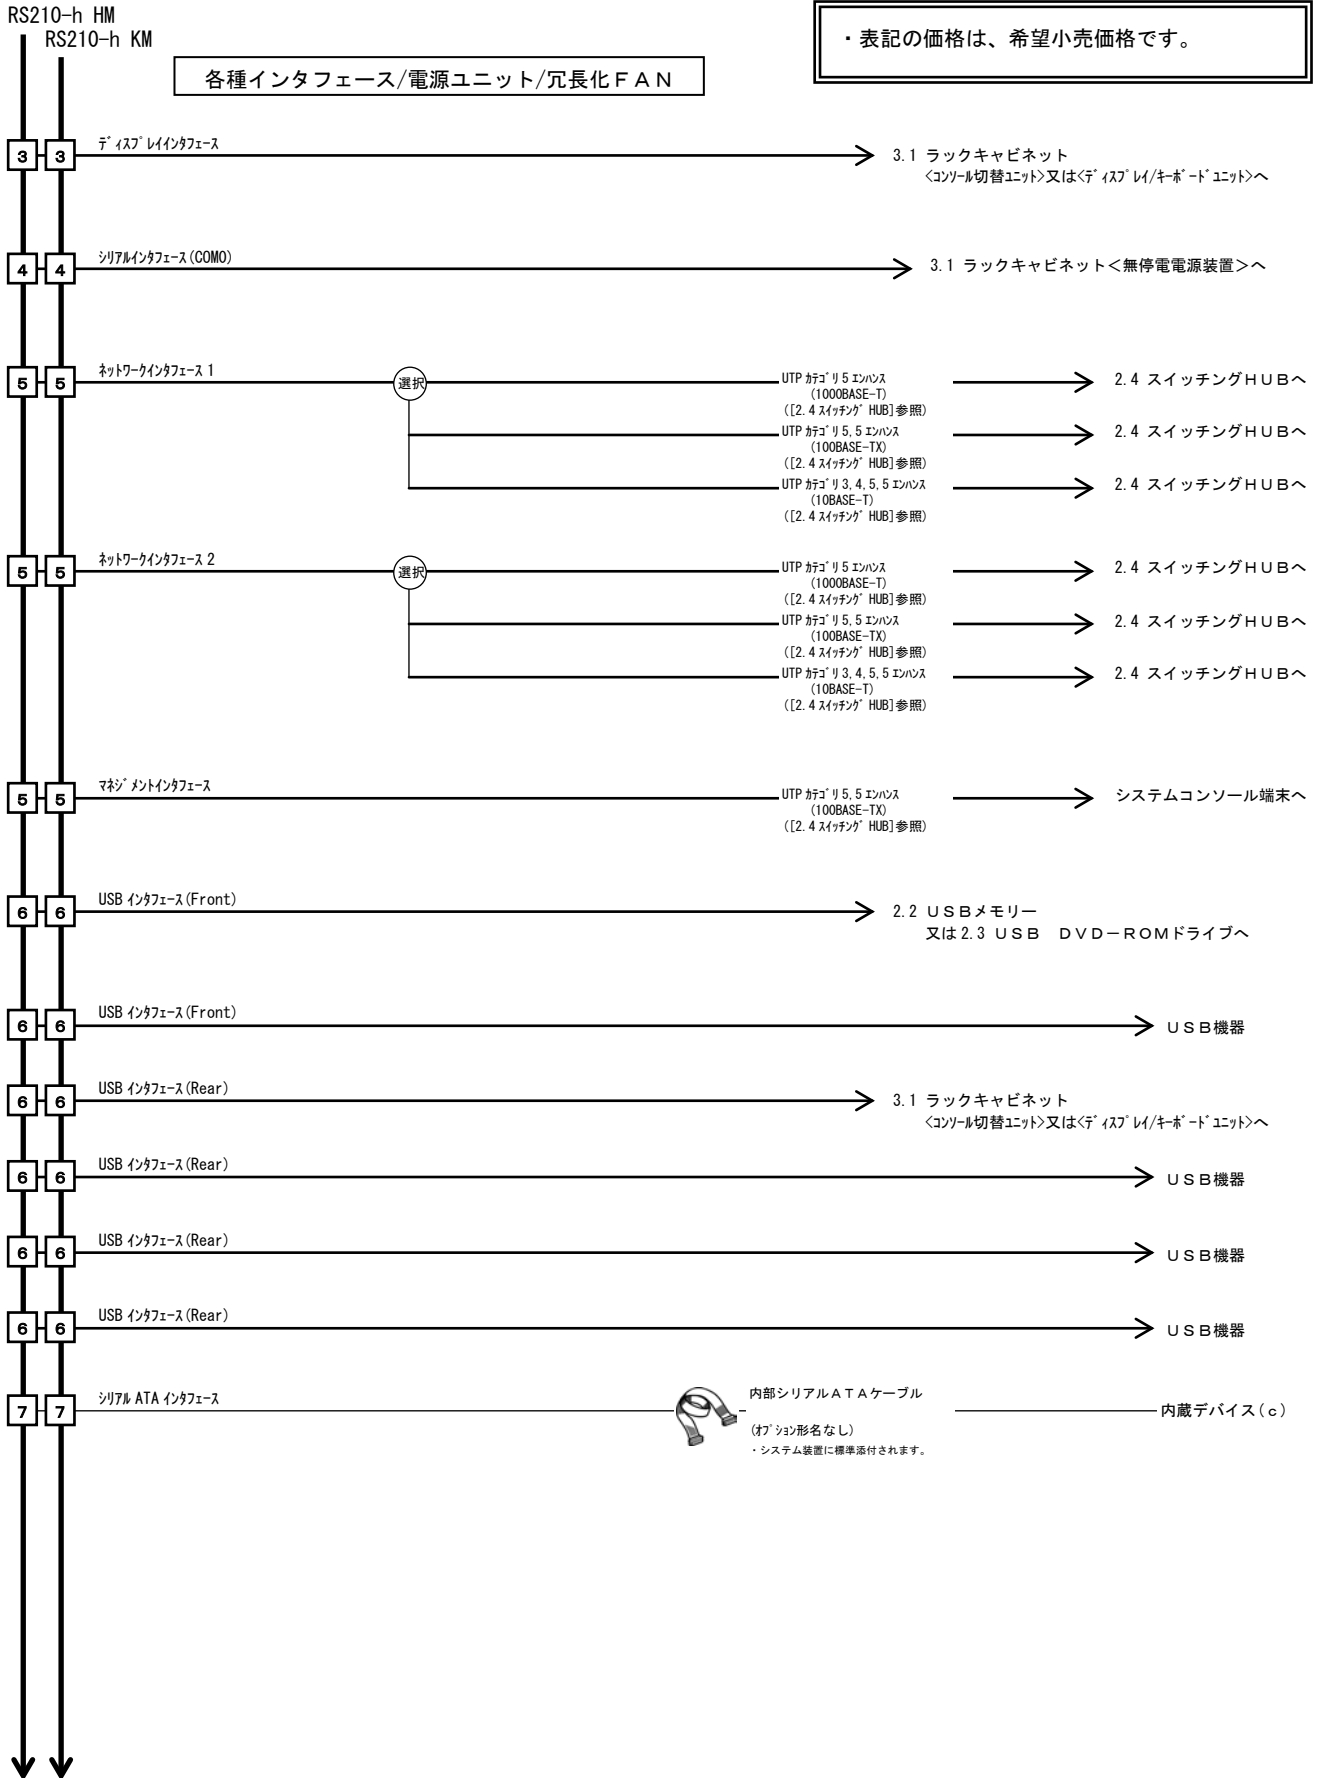 RS210-h HM
RS210-h KM
・表記の価格は、希望小売価格です。
各種インタフェース/電源ユニット/冗長化ＦＡＮ
3 3 ﾃﾞｨｽﾌﾟﾚｲｲﾝﾀﾌｪｰｽ
3.1 ラックキャビネット
<ｺﾝｿｰﾙ切替ﾕﾆｯﾄ>又は<ﾃﾞｨｽﾌﾟﾚｲ/ｷｰﾎﾞｰﾄﾞﾕﾆｯﾄ>へ
4 4 ｼﾘｱﾙｲﾝﾀﾌｪｰｽ(COM0)
3.1 ラックキャビネット＜無停電電源装置＞へ
5 5 ﾈｯﾄﾜｰｸｲﾝﾀﾌｪｰｽ 1
選択
UTP ｶﾃｺﾞﾘ 5 ｴﾝﾊﾝｽ
(1000BASE-T)
([2.4 ｽｲｯﾁﾝｸﾞ HUB]参照)
2.4 スイッチングＨＵＢへ
UTP ｶﾃｺﾞﾘ 5,5 ｴﾝﾊﾝｽ
(100BASE-TX)
([2.4 ｽｲｯﾁﾝｸﾞ HUB]参照)
2.4 スイッチングＨＵＢへ
UTP ｶﾃｺﾞﾘ 3,4,5,5 ｴﾝﾊﾝｽ
(10BASE-T)
([2.4 ｽｲｯﾁﾝｸﾞ HUB]参照)
2.4 スイッチングＨＵＢへ
5 5 ﾈｯﾄﾜｰｸｲﾝﾀﾌｪｰｽ 2
選択
UTP ｶﾃｺﾞﾘ 5 ｴﾝﾊﾝｽ
(1000BASE-T)
([2.4 ｽｲｯﾁﾝｸﾞ HUB]参照)
2.4 スイッチングＨＵＢへ
UTP ｶﾃｺﾞﾘ 5,5 ｴﾝﾊﾝｽ
(100BASE-TX)
([2.4 ｽｲｯﾁﾝｸﾞ HUB]参照)
2.4 スイッチングＨＵＢへ
UTP ｶﾃｺﾞﾘ 3,4,5,5 ｴﾝﾊﾝｽ
(10BASE-T)
([2.4 ｽｲｯﾁﾝｸﾞ HUB]参照)
2.4 スイッチングＨＵＢへ
5 5 ﾏﾈｼﾞﾒﾝﾄｲﾝﾀﾌｪｰｽ
UTP ｶﾃｺﾞﾘ 5,5 ｴﾝﾊﾝｽ
(100BASE-TX)
([2.4 ｽｲｯﾁﾝｸﾞ HUB]参照)
システムコンソール端末へ
6 6 USB ｲﾝﾀﾌｪｰｽ(Front)
2.2 ＵＳＢメモリー
又は2.3 ＵＳＢ　ＤＶＤ－ＲＯＭドライブへ
6 6 USB ｲﾝﾀﾌｪｰｽ(Front)
ＵＳＢ機器
6 6 USB ｲﾝﾀﾌｪｰｽ(Rear)
3.1 ラックキャビネット
<ｺﾝｿｰﾙ切替ﾕﾆｯﾄ>又は<ﾃﾞｨｽﾌﾟﾚｲ/ｷｰﾎﾞｰﾄﾞﾕﾆｯﾄ>へ
6 6 USB ｲﾝﾀﾌｪｰｽ(Rear)
ＵＳＢ機器
6 6 USB ｲﾝﾀﾌｪｰｽ(Rear)
ＵＳＢ機器
6 6 USB ｲﾝﾀﾌｪｰｽ(Rear)
ＵＳＢ機器
7 7 ｼﾘｱﾙ ATA ｲﾝﾀﾌｪｰｽ
内部シリアルＡＴＡケーブル
(ｵﾌﾟｼｮﾝ形名なし)
・システム装置に標準添付されます。
内蔵デバイス(ｃ)